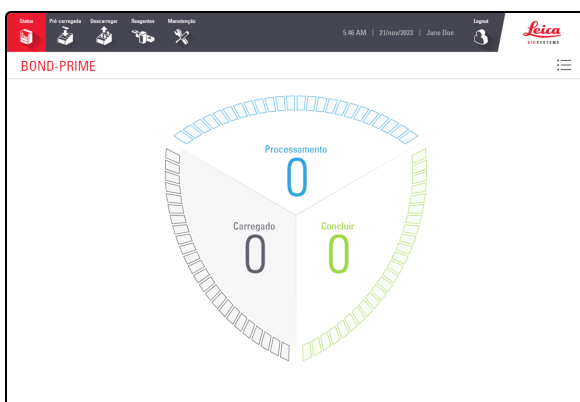 Status Pré-carregada Descarregar Reagentes Manutenção Logout
5:46 AM | 21/nov/2023 | Jane Doe
Leica
BIOSYSTEMS
BOND-PRIME
Processamento
0
Carregado Concluir
0 0